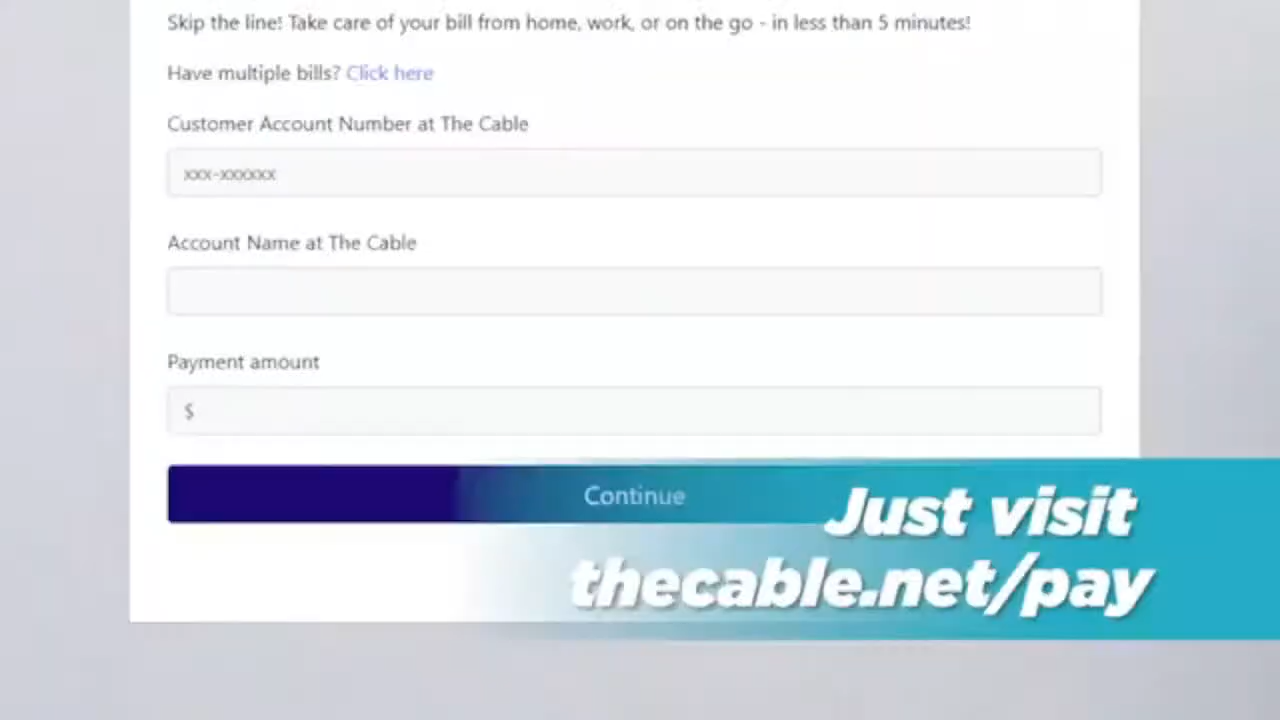 Skip the line! Take care of your bill from home, work, or on the go - in less than 5 minutes!
Have multiple bills? Click here
Customer Account Number at The Cable
xxx-xxxxxx
Account Name at The Cable
Payment amount
$
Continue
Just visit
thecable.net/pay